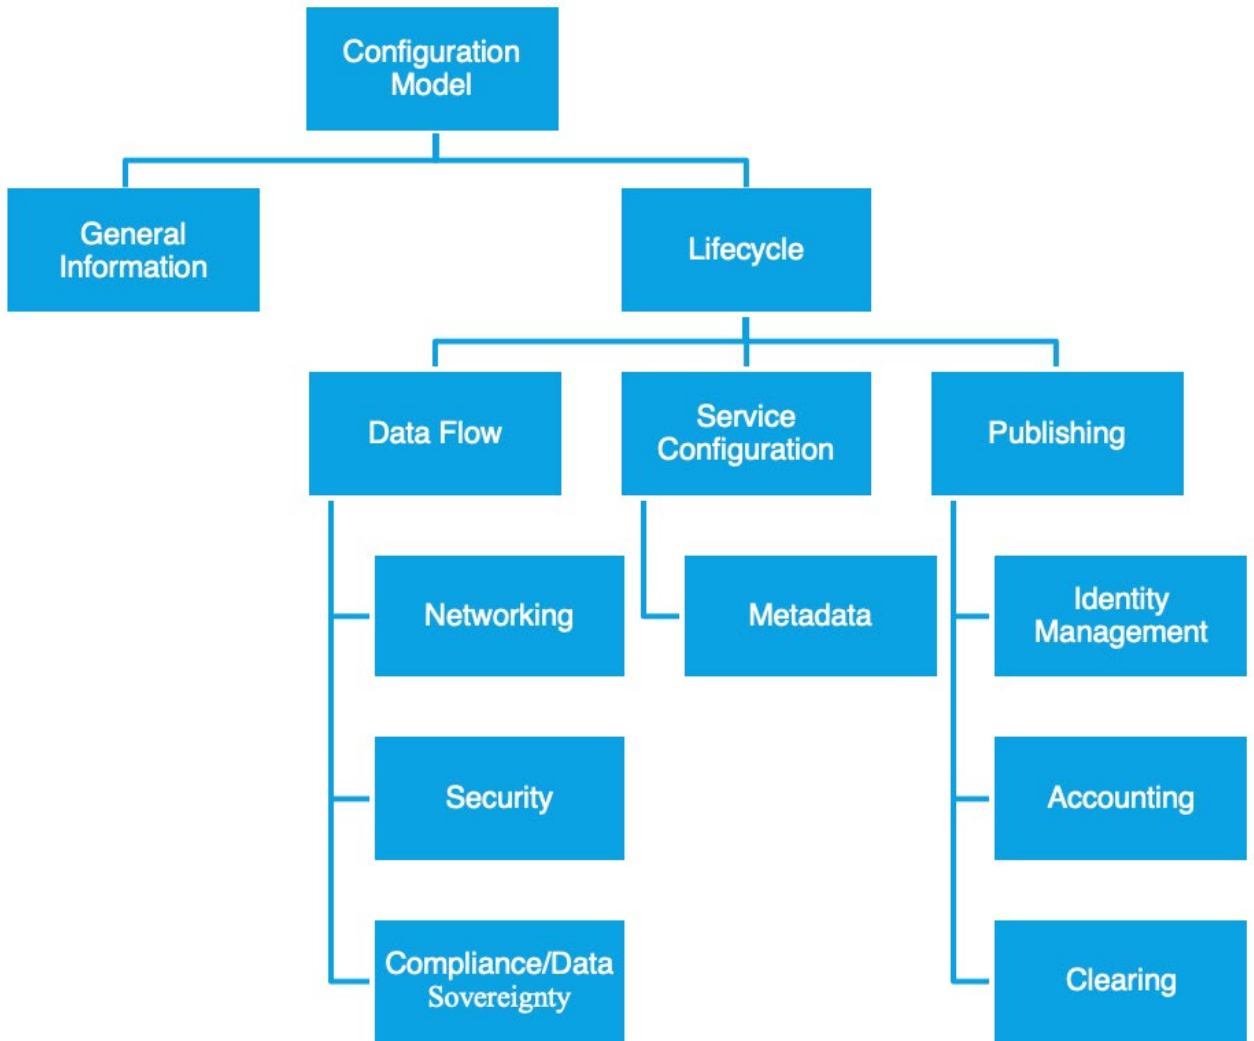 Configuration
Model
General
Information
Lifecycle
Data Flow
Service
Configuration
Publishing
Networking
Metadata
Identity
Management
Security
Accounting
Compliance/Data
Sovereignty
Clearing